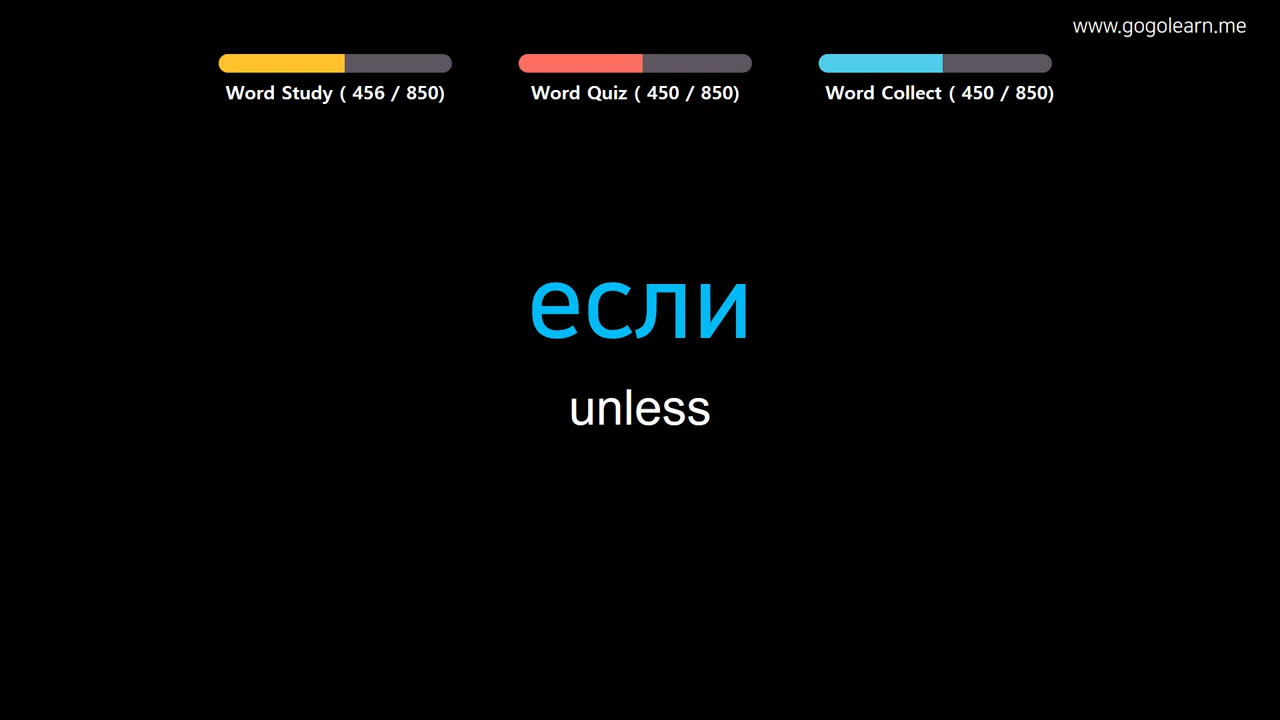 www.gogolearn.me
Word Study ( 456 / 850)
Word Quiz ( 450 / 850)
Word Collect ( 450 / 850)
если
unless